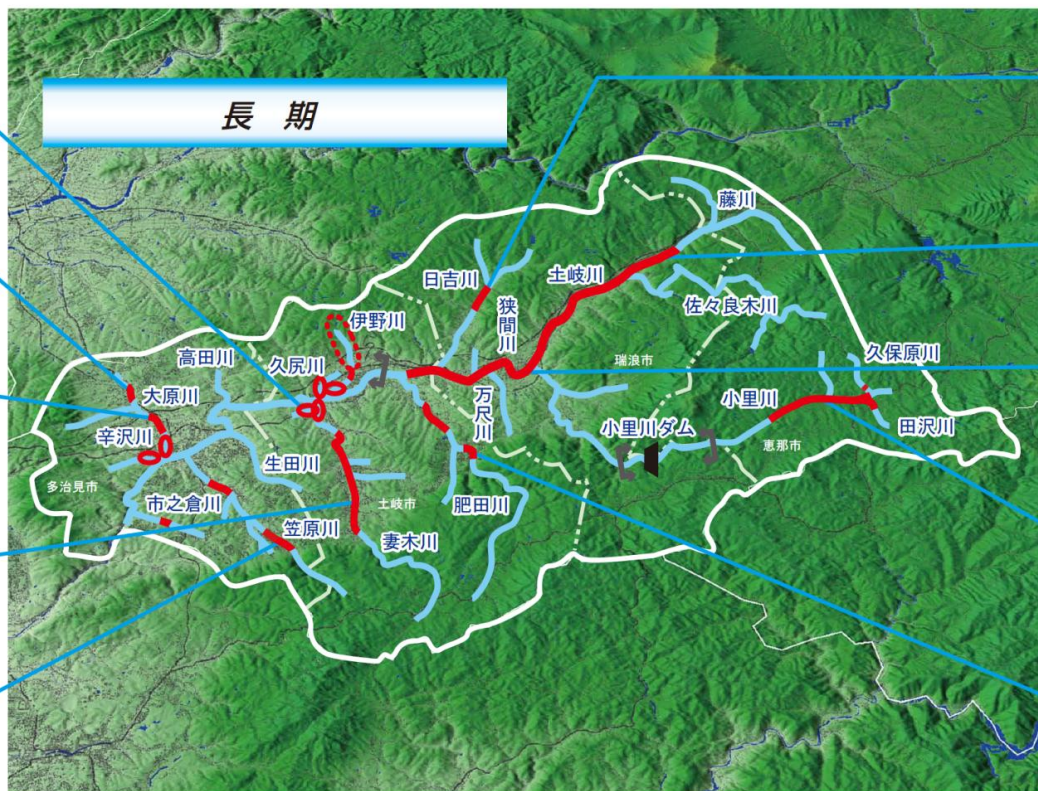 長 期
藤川
日吉川
土岐川
狭間川
佐々良木川
伊野川
高田川
久尻川
瑞浪市
久保原川
大原川
小里川
万尺川
辛沢川
小里川ダム
田沢川
恵那市
生田川
多治見市
土岐市
市之倉川
肥田川
笠原川
妻木川